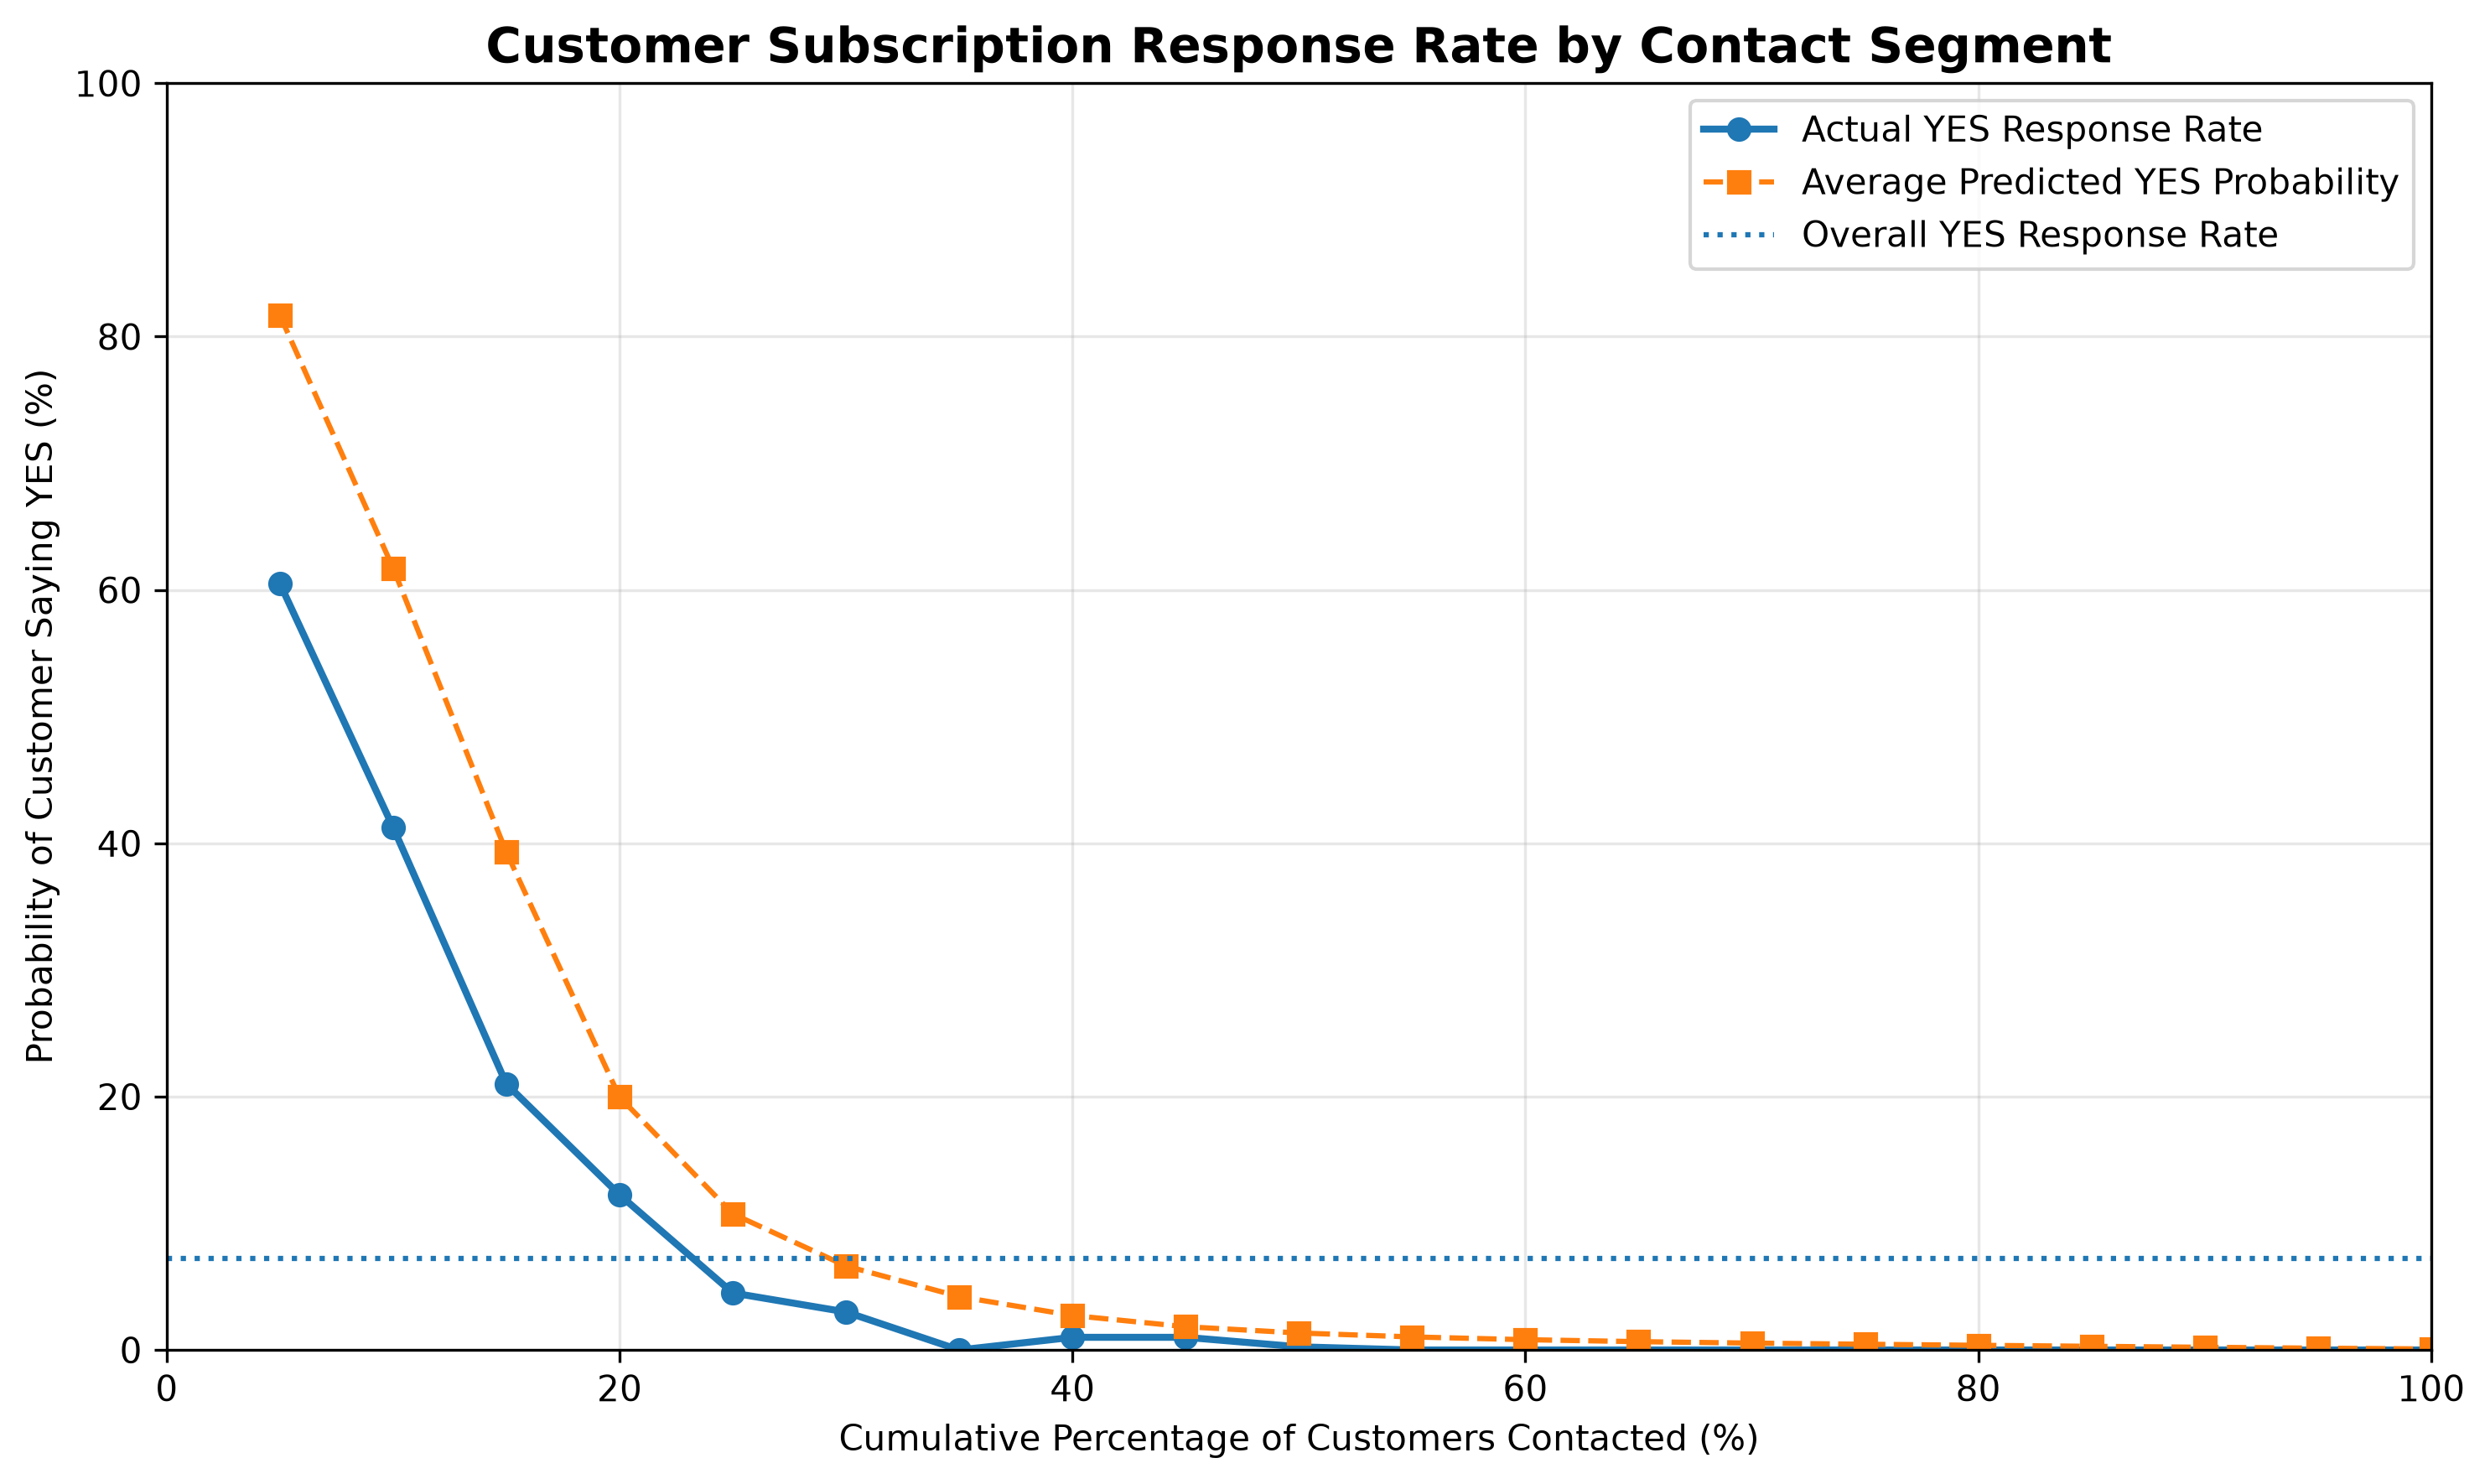 Customer Subscription Response Rate by Contact Segment
100
80
60
40
20
0
Probability of Customer Saying YES (%)
Actual YES Response Rate
Average Predicted YES Probability
Overall YES Response Rate
0 20 40 60 80 100
Cumulative Percentage of Customers Contacted (%)